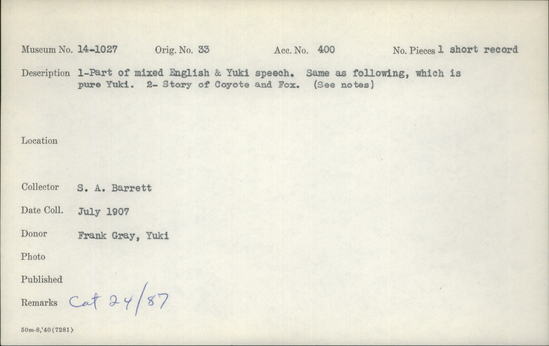 Museum No. 14-1027 Orig. No. 33 Acc. No. 400 No. Pieces 1 short record
Description 1-Part of mixed English & Yuki speech. Same as following, which is
pure Yuki. 2- Story of Coyote and Fox. (See notes)
Location
Collector S. A. Barrett
Date Coll. July 1907
Donor Frank Gray, Yuki
Photo
Published
Remarks Cat 24/87
50m-8,'40(7281)